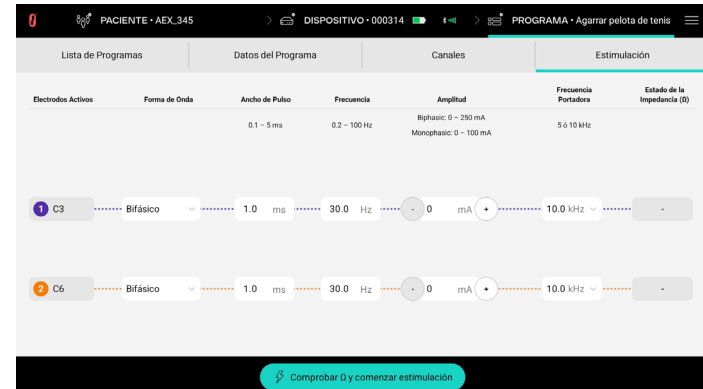 PACIENTE • AEX_345
DISPOSITIVO • 000314
PROGRAMA • Agarrar pelota de tenis
Lista de Programas
Datos del Programa
Canales
Estimulación
Electrodos Activos
Forma de Onda
Ancho de Pulso
Frecuencia
Amplitud
Frecuencia
Portadora
Estado de la
Impedancia (Ω)
0.1 – 5 ms
0.2 – 100 Hz
Biphasic: 0 – 250 mA
Monophasic: 0 – 100 mA
5 ó 10 kHz
1 C3 Bifásico 1.0 ms 30.0 Hz - 0 mA + 10.0 kHz -
2 C6 Bifásico 1.0 ms 30.0 Hz - 0 mA + 10.0 kHz -
Comprobar Ω y comenzar estimulación